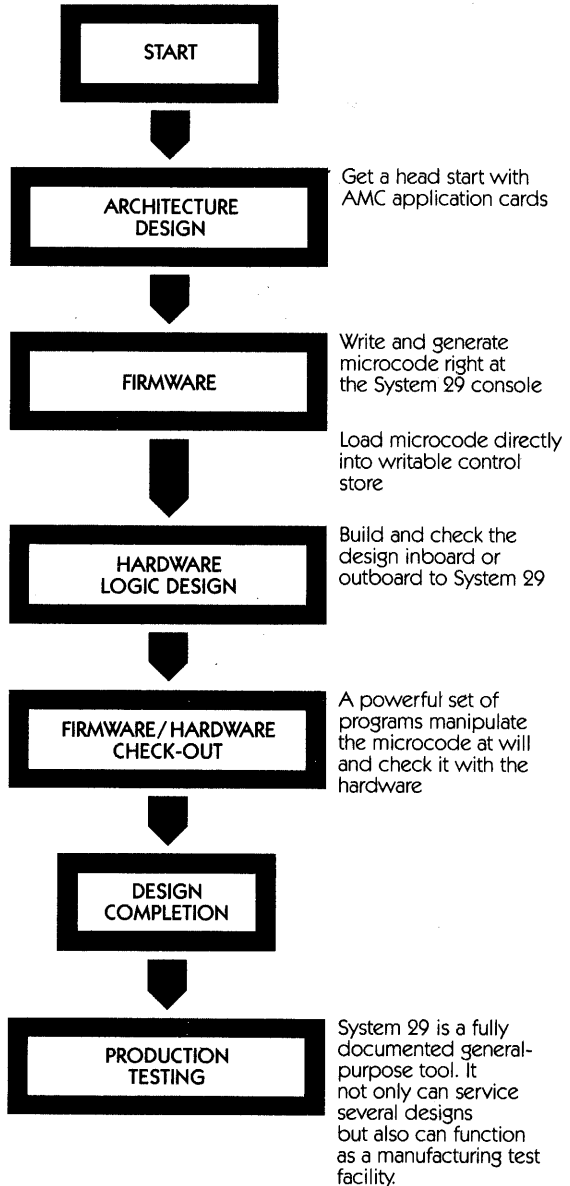 START
ARCHITECTURE
DESIGN
Get a head start with
AMC application cards
FIRMWARE
Write and generate
microcode right at
the System 29 console
Load microcode directly
into writable control
store
HARDWARE
LOGIC DESIGN
Build and check the
design inboard or
outboard to System 29
FIRMWARE/HARDWARE
CHECK-OUT
A powerful set of
programs manipulate
the microcode at will
and check it with the
hardware
DESIGN
COMPLETION
PRODUCTION
TESTING
System 29 is a fully
documented general-
purpose tool. It
not only can service
several designs
but also can function
as a manufacturing test
facility.